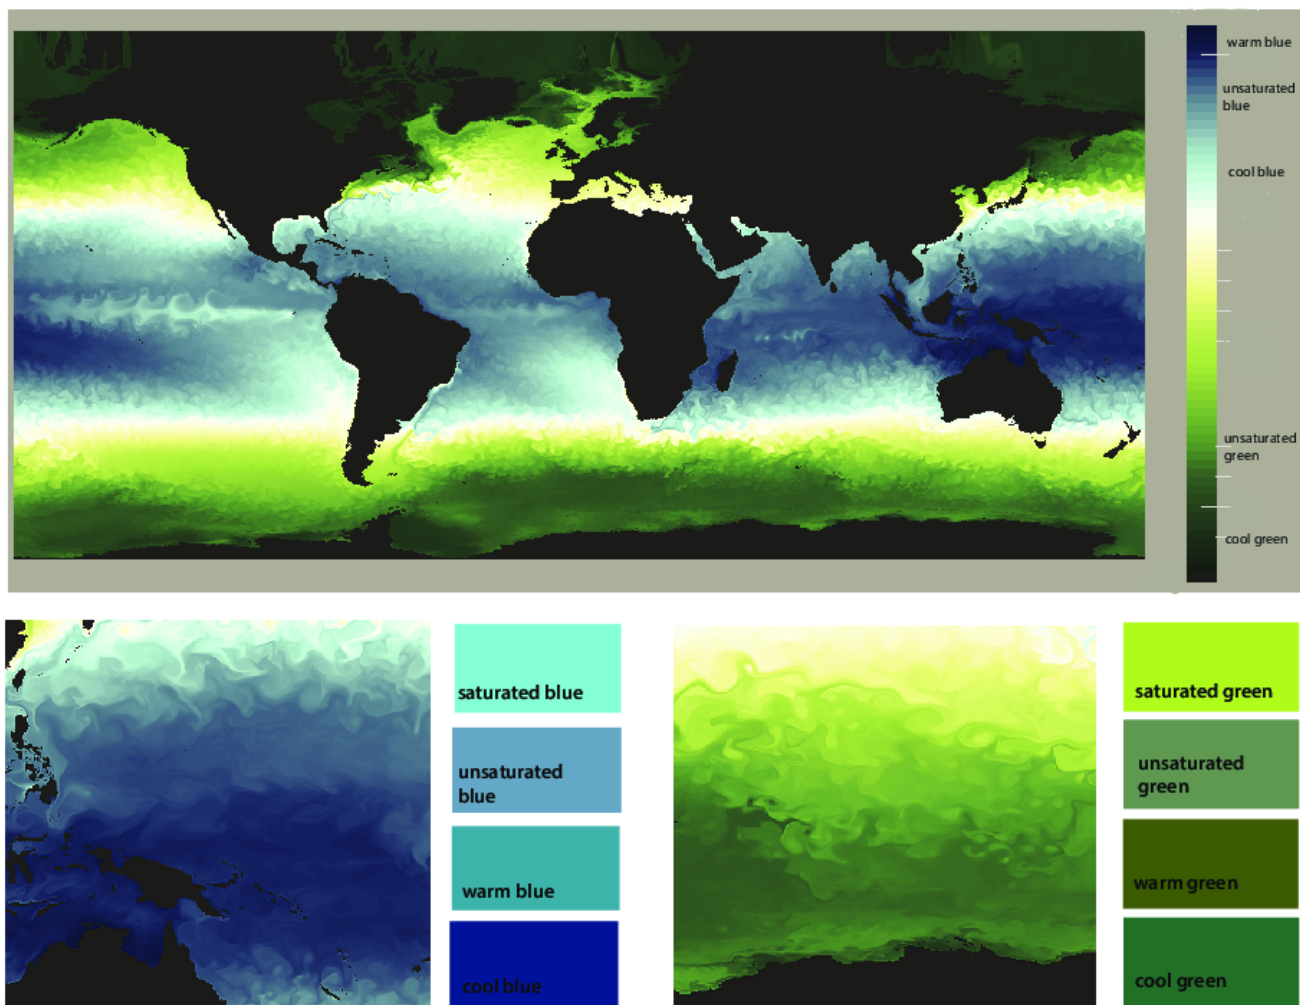 warm blue
unsaturated
blue
cool blue
unsaturated
green
cool green
saturated blue
unsaturated
blue
warm blue
cool blue
saturated green
unsaturated
green
warm green
cool green